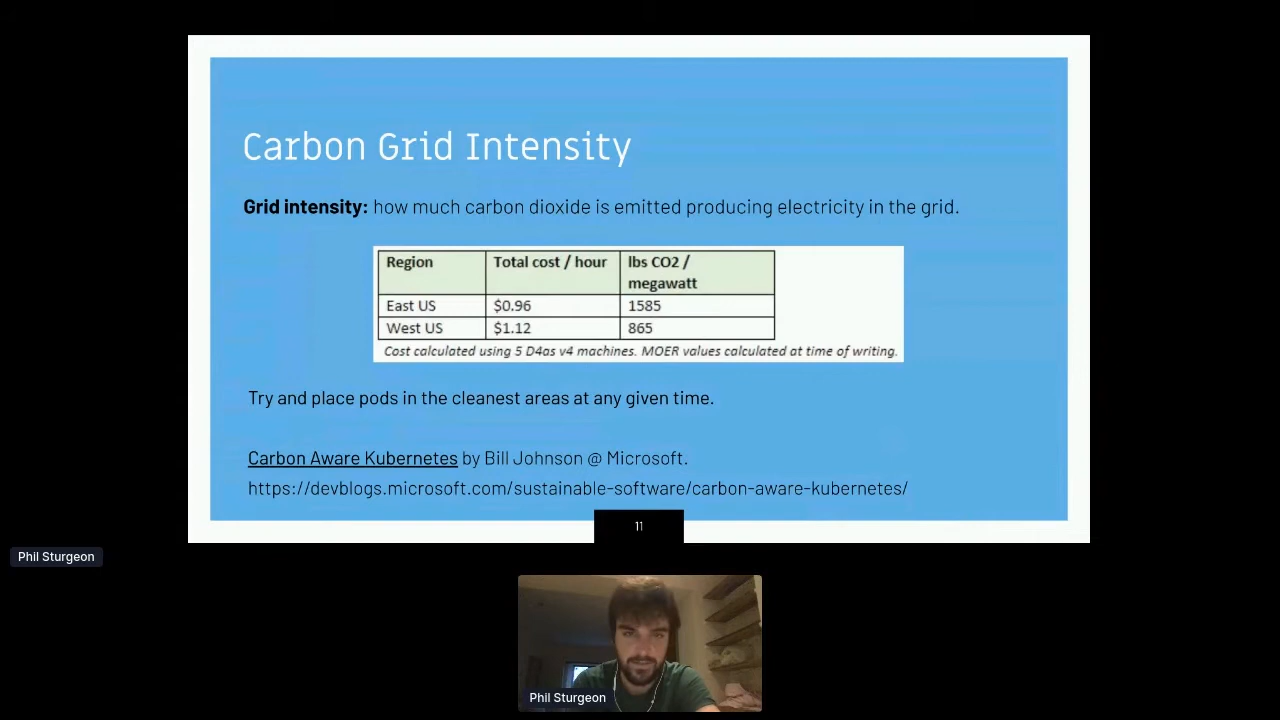 Carbon Grid Intensity
Grid intensity: how much carbon dioxide is emitted producing electricity in the grid.
Region Total cost / hour lbs CO2 / megawatt
East US $0.96 1585
West US $1.12 865
Cost calculated using 5 D4as v4 machines. MOER values calculated at time of writing.
Try and place pods in the cleanest areas at any given time.
Carbon Aware Kubernetes by Bill Johnson @ Microsoft.
https://devblogs.microsoft.com/sustainable-software/carbon-aware-kubernetes/
11
Phil Sturgeon
Phil Sturgeon